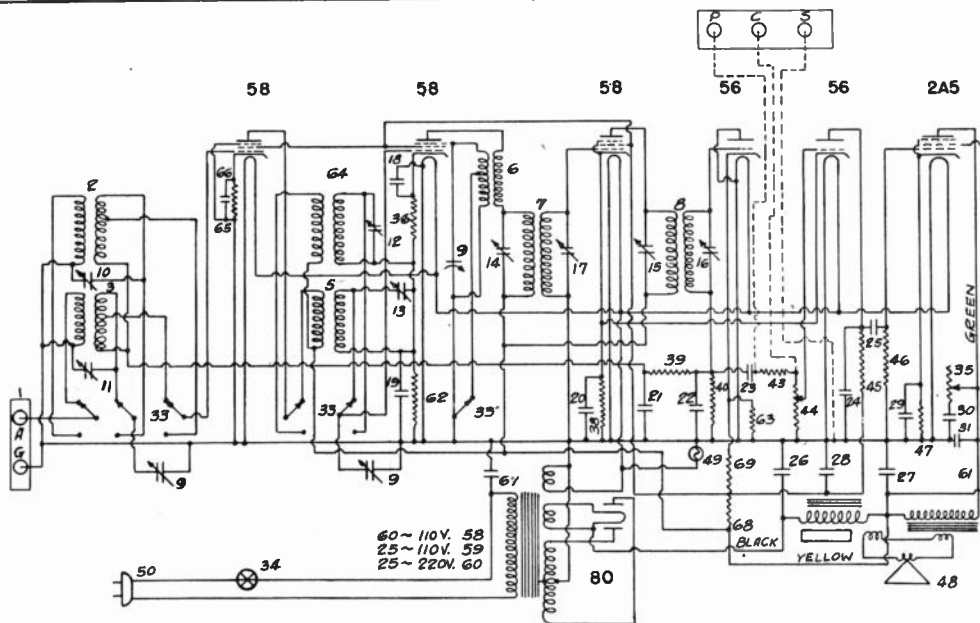 P C S
58 58 58 56 56 2A5
2 66 65 64 18 36 6 7 8
12 9 14 17 15 16
10 3 5 13
GREEN
11 39 25 46 35
1 33 33 19 62 33 20 38 21 22 40 23 43 44 24 45 29 30
A 63 31
G 9 9 67 49 69 26 28 27 47 61
60~110V. 58
25~110V. 59
25~220V. 60
68
BLACK
YELLOW
50 34 80 48